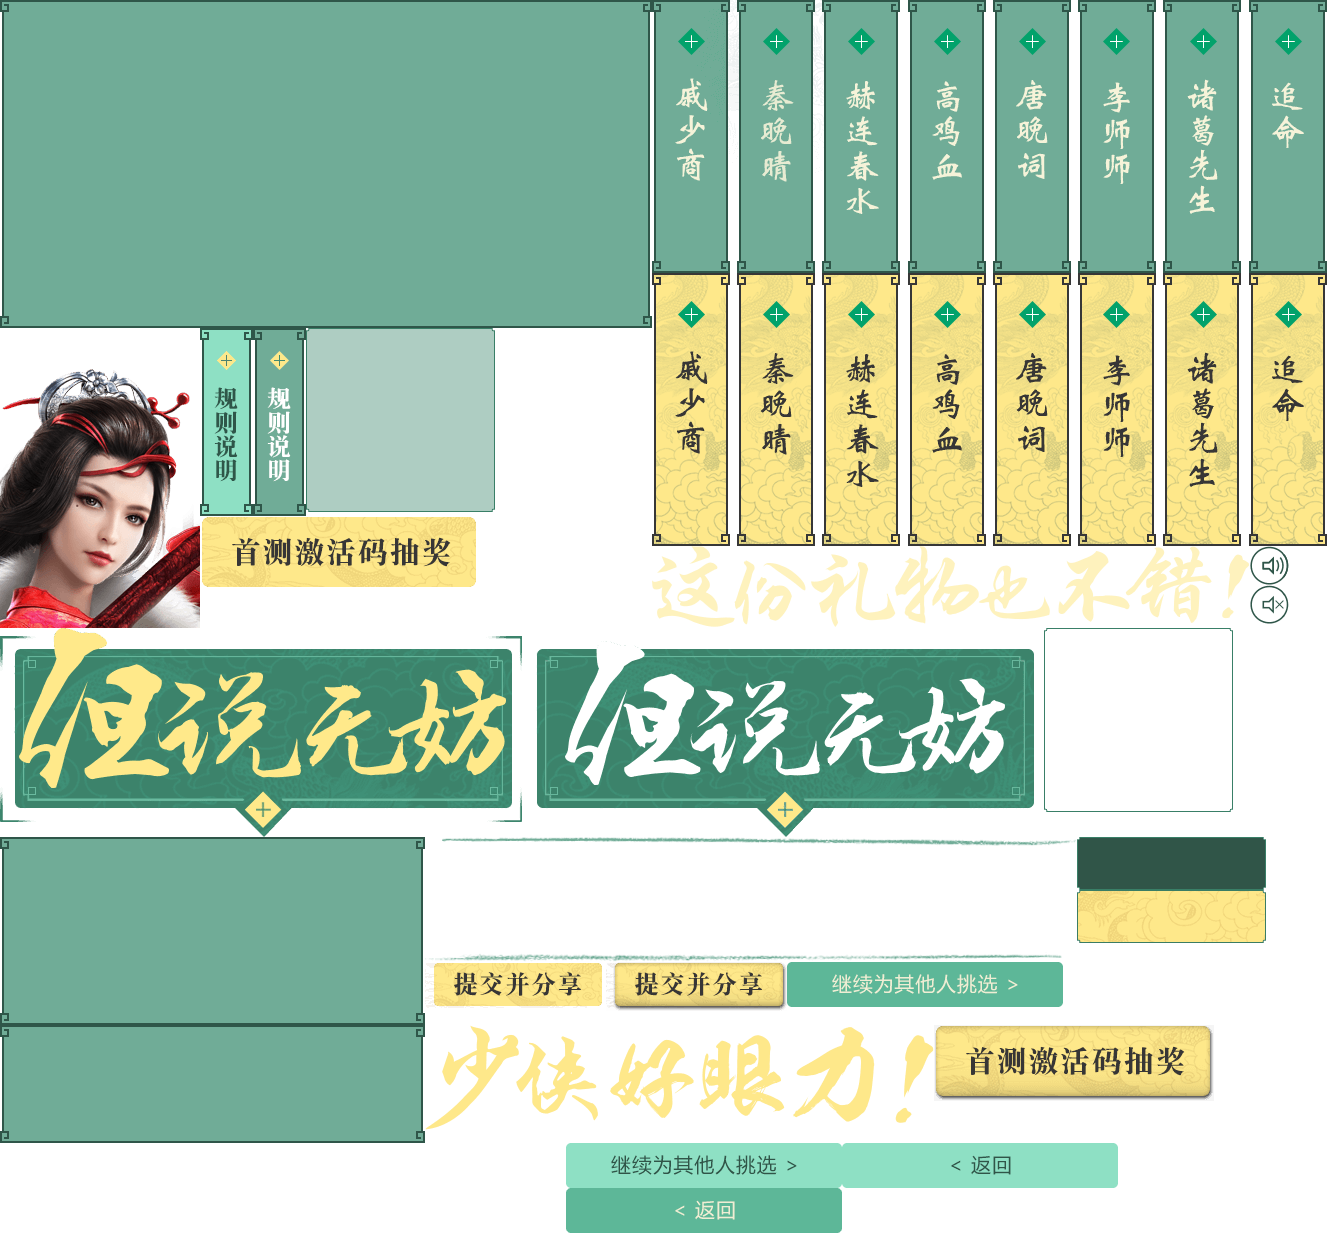 戚少商
秦晚晴
赫连春水
高鸡血
唐晚词
李师师
诸葛先生
追命
戚少商
秦晚晴
赫连春水
高鸡血
唐晚词
李师师
诸葛先生
追命
规则说明
规则说明
首测激活码抽奖
这份礼物也不错!
但说无妨
但说无妨
提交并分享
提交并分享
继续为其他人挑选 >
少侠好眼力!
首测激活码抽奖
继续为其他人挑选 >
< 返回
< 返回